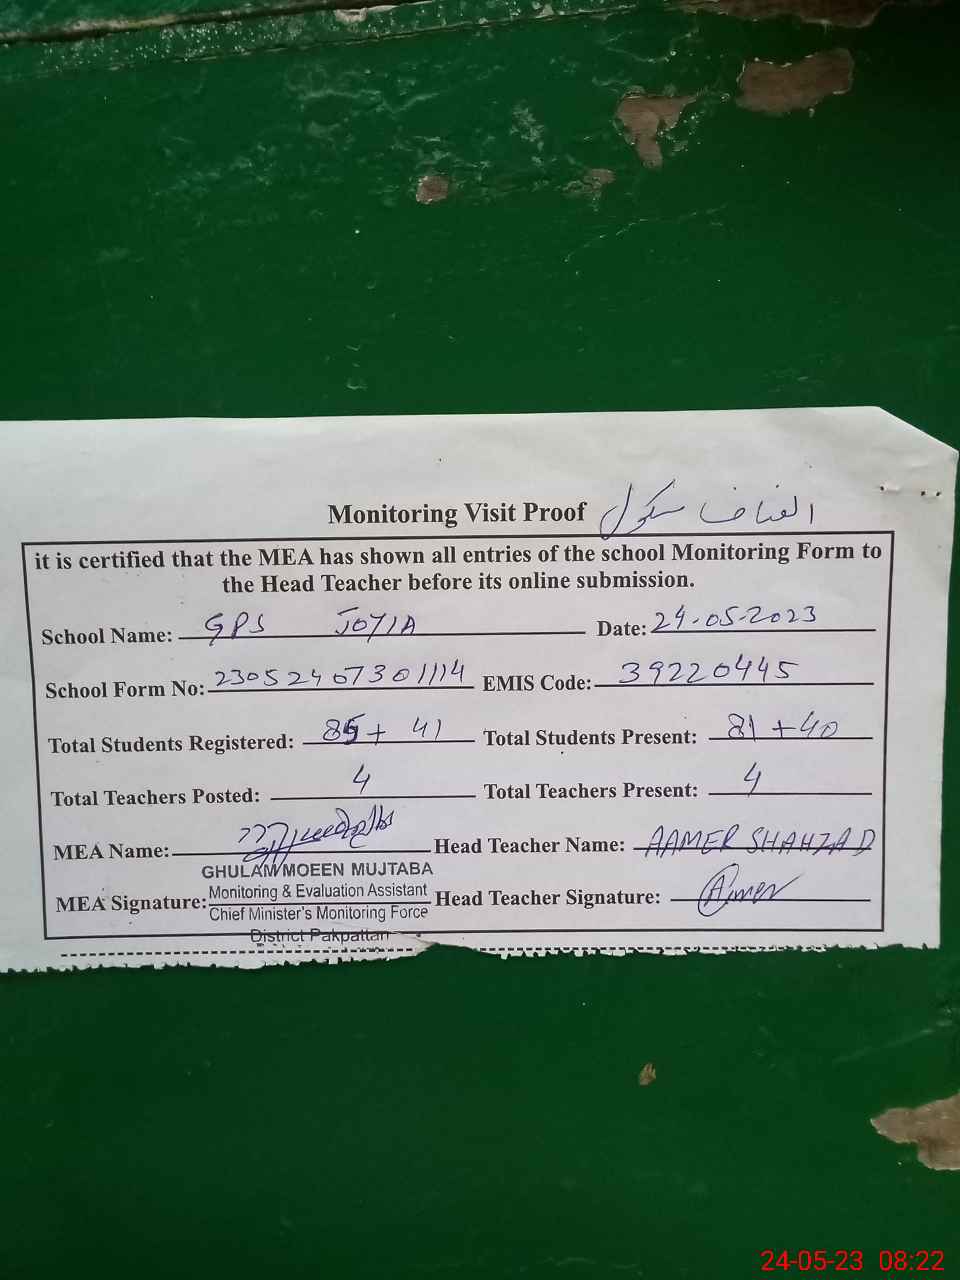 Monitoring Visit Proof انصاف سکول
it is certified that the MEA has shown all entries of the school Monitoring Form to
the Head Teacher before its online submission.
School Name: GPS JOYIA Date: 24-05-2023
School Form No: 23052407301114 EMIS Code: 39220445
Total Students Registered: 85+ 41 Total Students Present: 81 +40
Total Teachers Posted: 4 Total Teachers Present: 4
MEA Name: Head Teacher Name: AAMER SHAHZAD
GHULAM MOEEN MUJTABA
MEA Signature: Monitoring & Evaluation Assistant Head Teacher Signature: Amer
Chief Minister's Monitoring Force
District Pakpattan
24-05-23 08:22